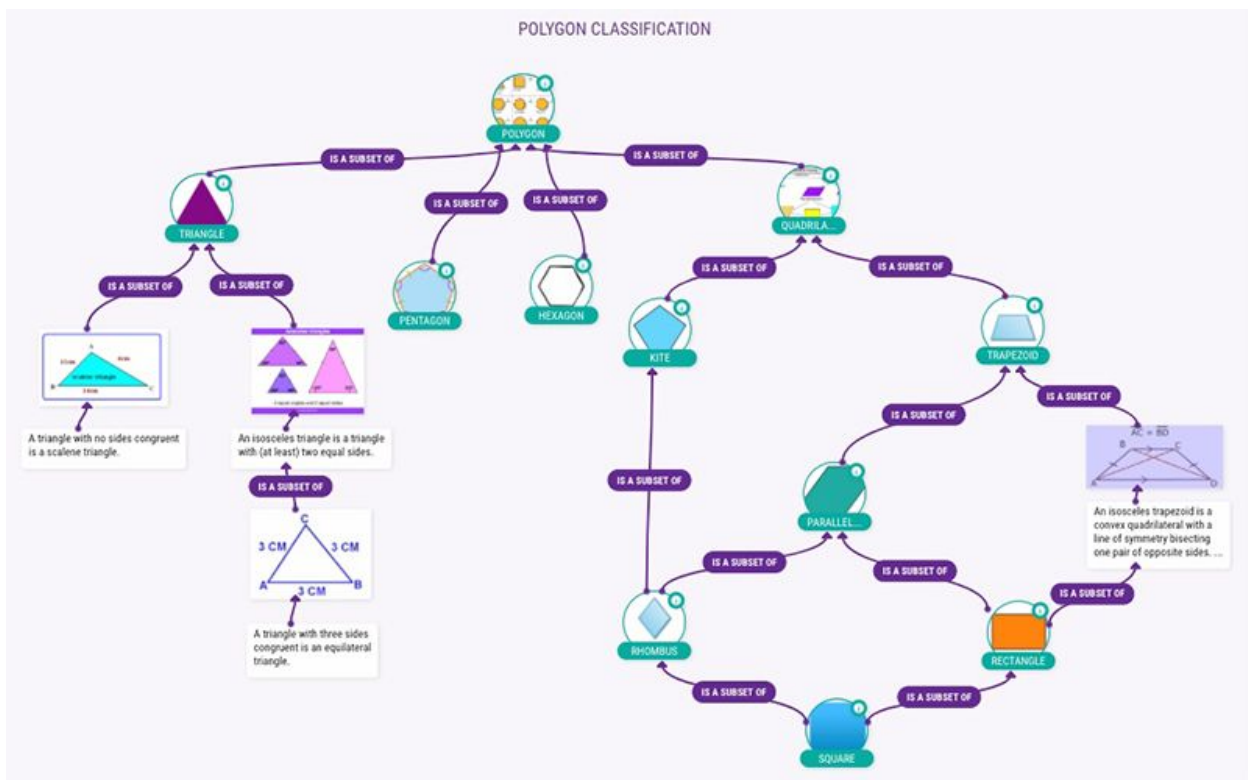 POLYGON CLASSIFICATION
POLYGON
IS A SUBSET OF
IS A SUBSET OF
IS A SUBSET OF
IS A SUBSET OF
TRIANGLE
QUADRILA...
IS A SUBSET OF
IS A SUBSET OF
IS A SUBSET OF
IS A SUBSET OF
PENTAGON
HEXAGON
KITE
TRAPEZOID
A
B
C
scalene triangle
IS A SUBSET OF
IS A SUBSET OF
A triangle with no sides congruent
is a scalene triangle.
An isosceles triangle is a triangle
with (at least) two equal sides.
AC = BD
B
C
A
D
IS A SUBSET OF
IS A SUBSET OF
C
3 CM
3 CM
A
B
3 CM
PARALLEL...
An isosceles trapezoid is a
convex quadrilateral with a
line of symmetry bisecting
one pair of opposite sides. ...
IS A SUBSET OF
IS A SUBSET OF
IS A SUBSET OF
A triangle with three sides
congruent is an equilateral
triangle.
RHOMBUS
RECTANGLE
IS A SUBSET OF
IS A SUBSET OF
SQUARE